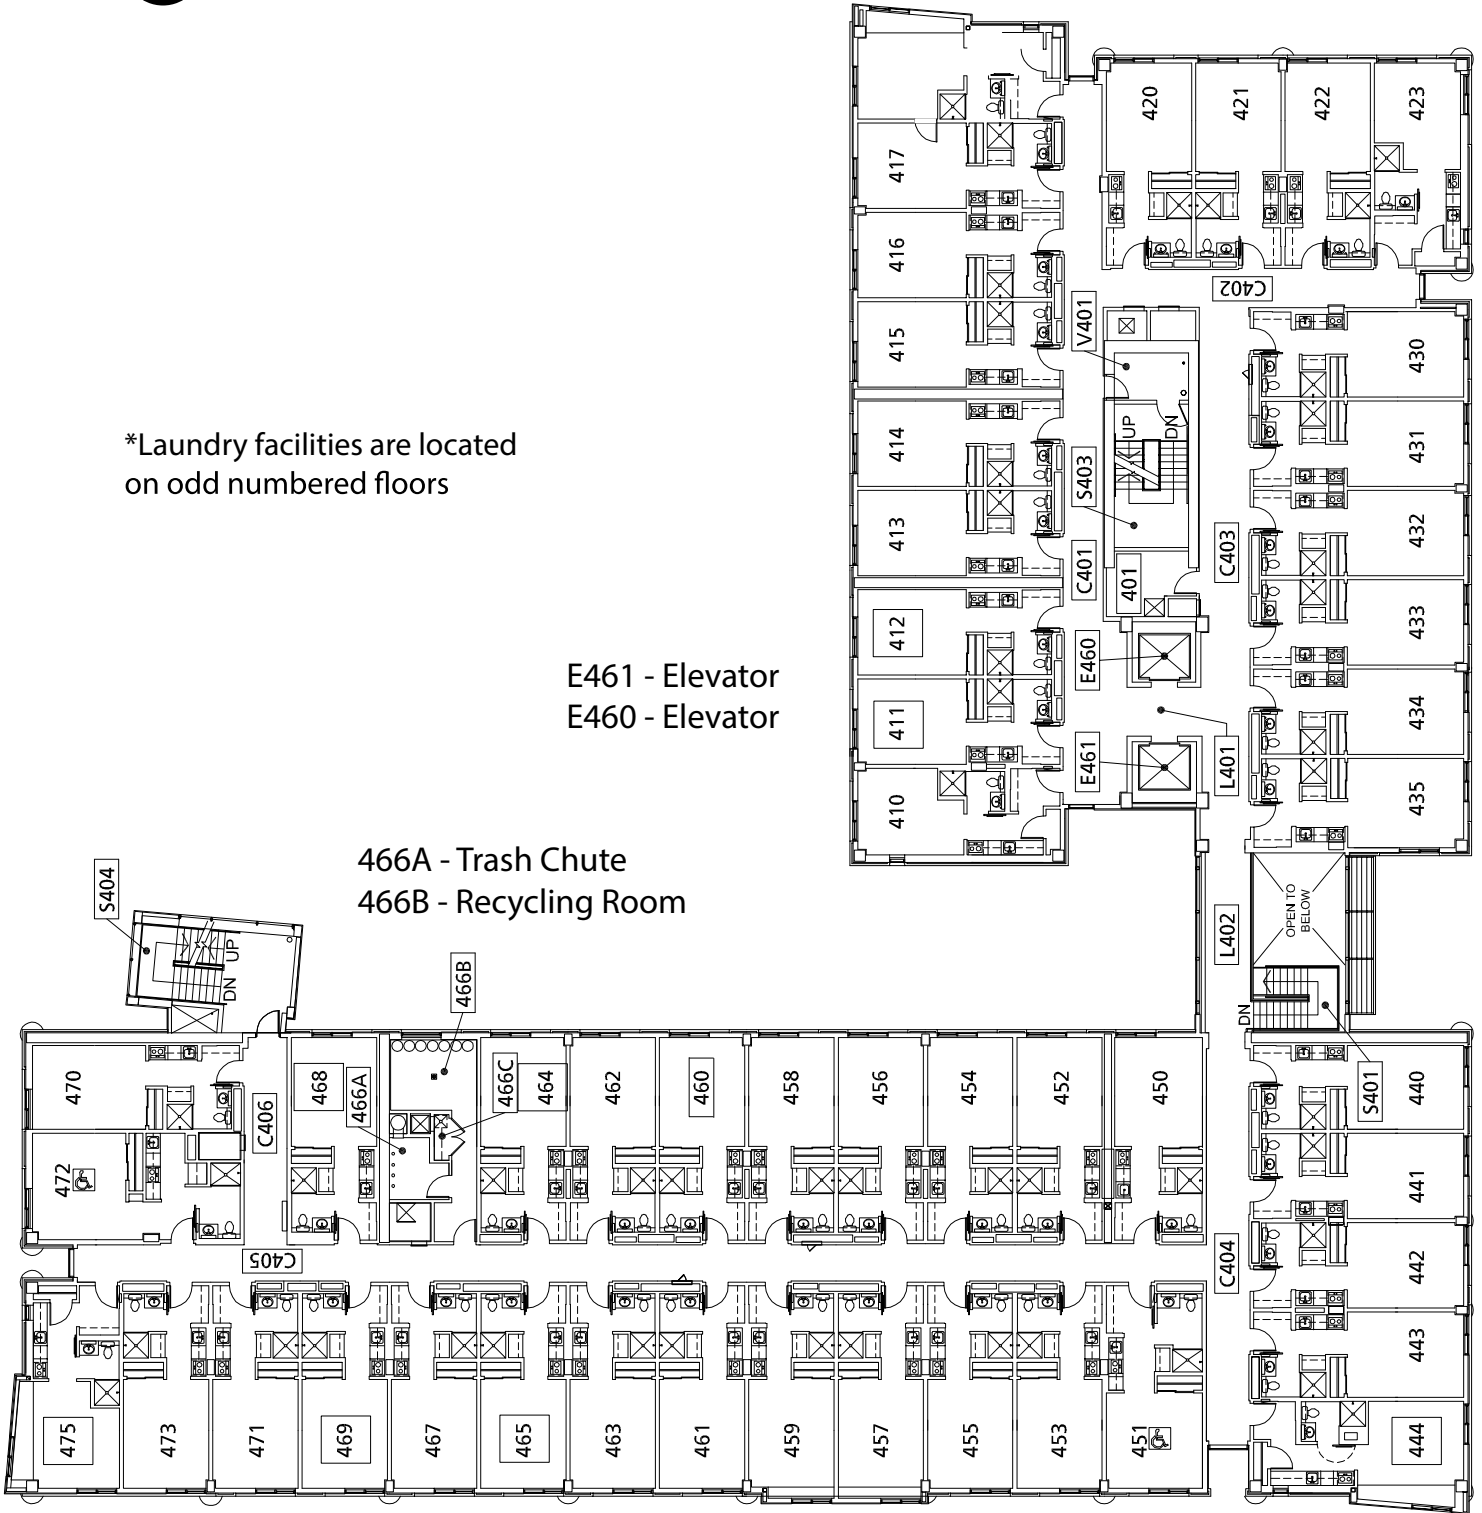 420
421
422
423
417
416
C402
V401
415
430
UP
DN
414
431
*Laundry facilities are located
on odd numbered floors
S403
413
432
C401
401
C403
412
433
E460
E461 - Elevator
E460 - Elevator
411
434
E461
L401
410
435
466A - Trash Chute
466B - Recycling Room
S404
OPEN TO
BELOW
L402
UP
DN
466B
DN
470
C406
468
466A
466C
464
462
460
458
456
454
452
450
S401
440
472
441
C405
C404
442
443
475
473
471
469
467
465
463
461
459
457
455
453
451
444